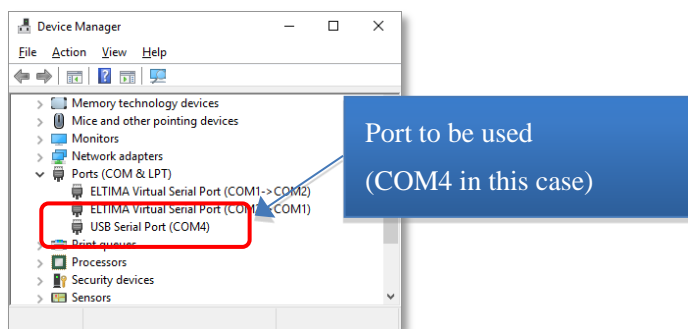 Device Manager
File Action View Help
Memory technology devices
Mice and other pointing devices
Monitors
Network adapters
Ports (COM & LPT)
ELTIMA Virtual Serial Port (COM1->COM2)
ELTIMA Virtual Serial Port (COM2->COM1)
USB Serial Port (COM4)
Print queues
Processors
Security devices
Sensors
Port to be used
(COM4 in this case)